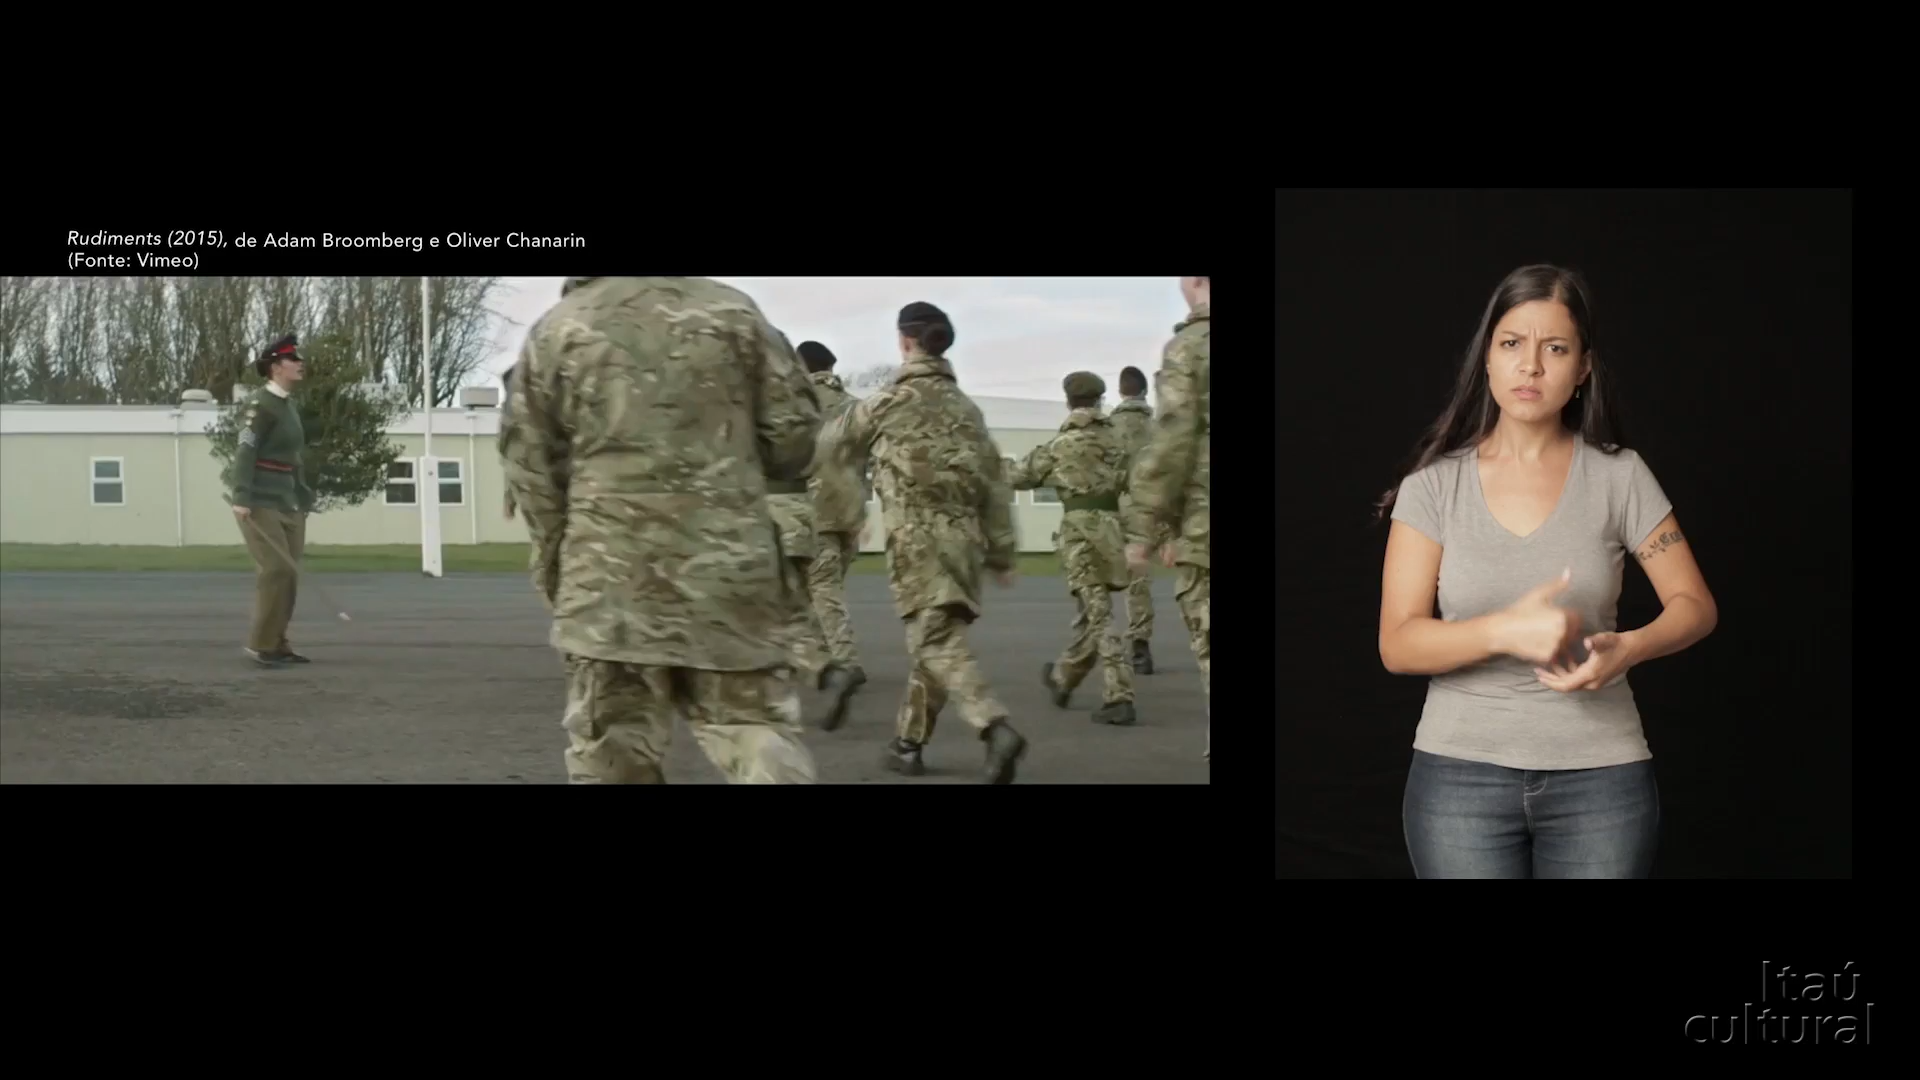 Rudiments (2015), de Adam Broomberg e Oliver Chanarin
(Fonte: Vimeo)
Itaú
cultural